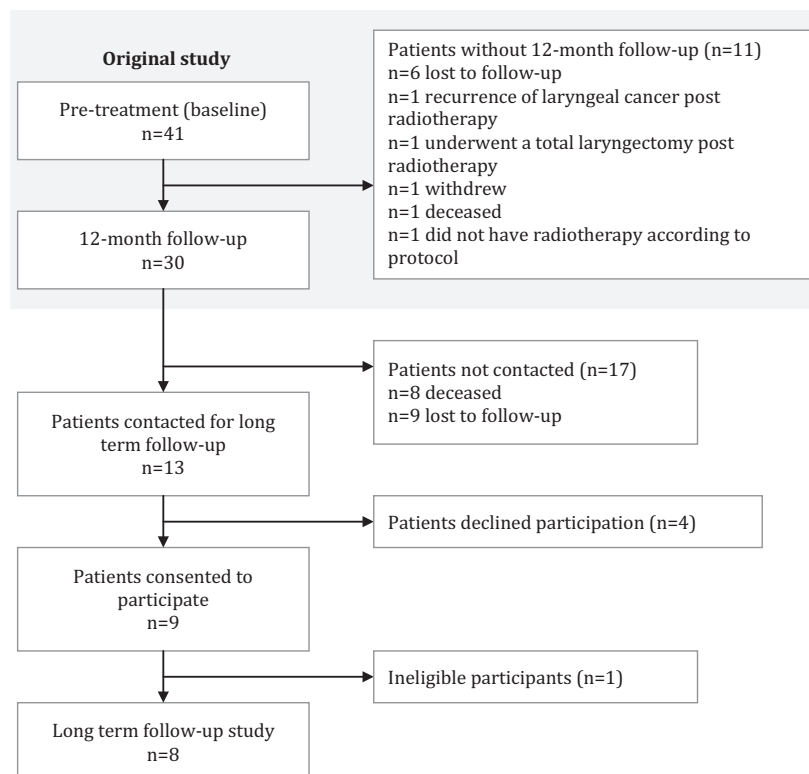 Original study
Pre-treatment (baseline)
n=41
Patients without 12-month follow-up (n=11)
n=6 lost to follow-up
n=1 recurrence of laryngeal cancer post
radiotherapy
n=1 underwent a total laryngectomy post
radiotherapy
n=1 withdrew
n=1 deceased
n=1 did not have radiotherapy according to
protocol
12-month follow-up
n=30
Patients not contacted (n=17)
n=8 deceased
n=9 lost to follow-up
Patients contacted for long
term follow-up
n=13
Patients declined participation (n=4)
Patients consented to
participate
n=9
Ineligible participants (n=1)
Long term follow-up study
n=8